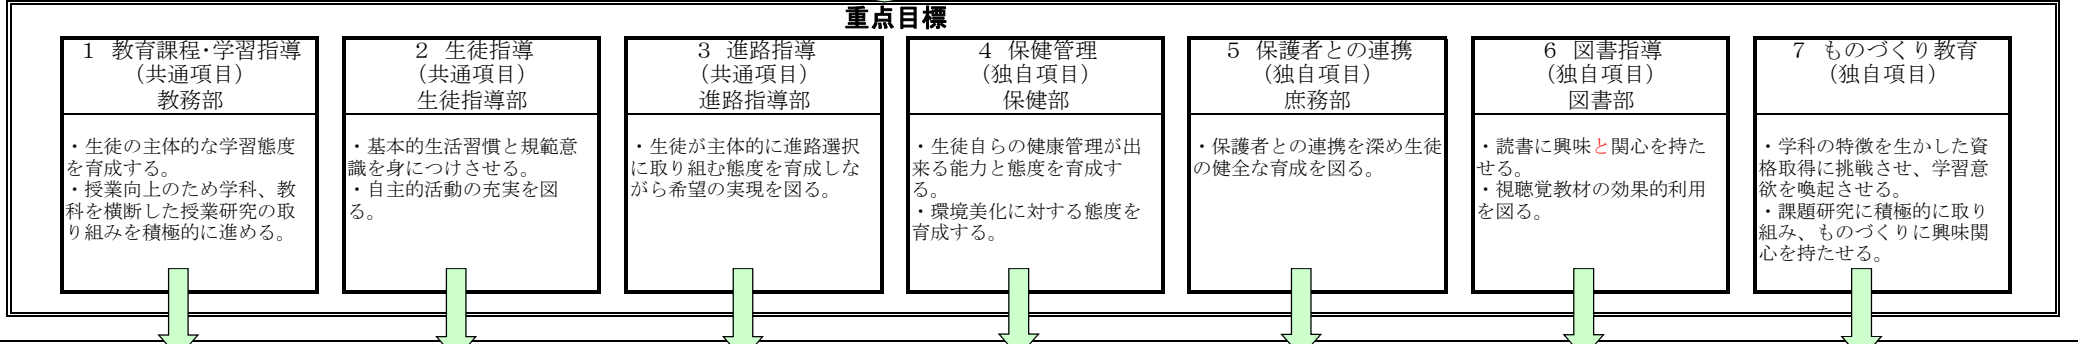 重点目標
1 教育課程・学習指導
（共通項目）
教務部
・生徒の主体的な学習態度
を育成する。
・授業向上のため学科、教
科を横断した授業研究の取
り組みを積極的に進める。
2 生徒指導
（共通項目）
生徒指導部
・基本的生活習慣と規範意
識を身につけさせる。
・自主的活動の充実を図
る。
3 進路指導
（共通項目）
進路指導部
・生徒が主体的に進路選択
に取り組む態度を育成しな
がら希望の実現を図る。
4 保健管理
（独自項目）
保健部
・生徒自らの健康管理が出
来る能力と態度を育成す
る。
・環境美化に対する態度を
育成する。
5 保護者との連携
（独自項目）
庶務部
・保護者との連携を深め生徒
の健全な育成を図る。
6 図書指導
（独自項目）
図書部
・読書に興味と関心を持た
せる。
・視聴覚教材の効果的利用
を図る。
7 ものづくり教育
（独自項目）
・学科の特徴を生かした資
格取得に挑戦させ、学習意
欲を喚起させる。
・課題研究に積極的に取り
組み、ものづくりに興味関
心を持たせる。